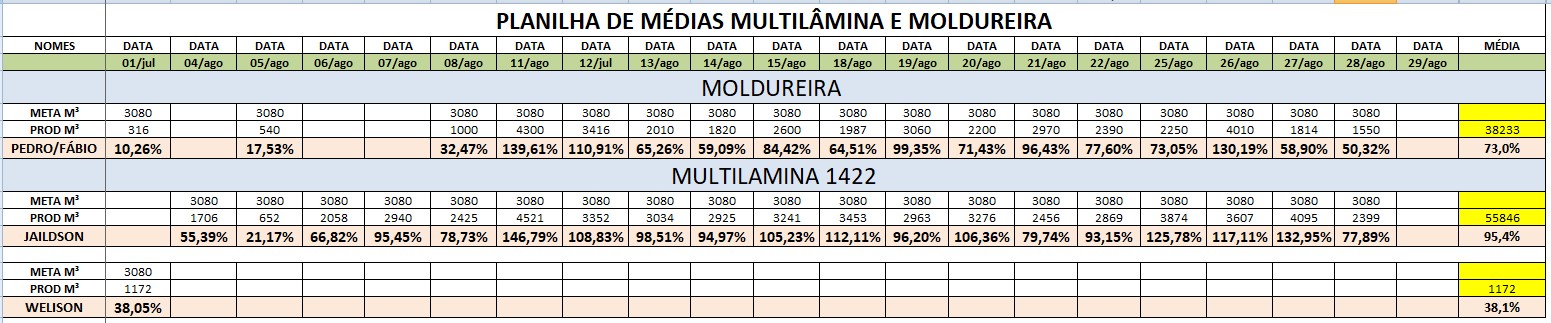 PLANILHA DE MÉDIAS MULTILÂMINA E MOLDUREIRA
NOMES DATA DATA DATA DATA DATA DATA DATA DATA DATA DATA DATA DATA DATA DATA DATA DATA DATA DATA DATA DATA DATA MÉDIA
01/jul 04/ago 05/ago 06/ago 07/ago 08/ago 11/ago 12/jul 13/ago 14/ago 15/ago 18/ago 19/ago 20/ago 21/ago 22/ago 25/ago 26/ago 27/ago 28/ago 29/ago
MOLDUREIRA
META M³ 3080 3080 3080 3080 3080 3080 3080 3080 3080 3080 3080 3080 3080 3080 3080 3080 3080
PROD M³ 316 540 1000 4300 3416 2010 1820 2600 1987 3060 2200 2970 2390 2250 4010 1814 1550 38233
PEDRO/FÁBIO 10,26% 17,53% 32,47% 139,61% 110,91% 65,26% 59,09% 84,42% 64,51% 99,35% 71,43% 96,43% 77,60% 73,05% 130,19% 58,90% 50,32% 73,0%
MULTILAMINA 1422
META M³ 3080 3080 3080 3080 3080 3080 3080 3080 3080 3080 3080 3080 3080 3080 3080 3080 3080 3080 3080
PROD M³ 1706 652 2058 2940 2425 4521 3352 3034 2925 3241 3453 2963 3276 2456 2869 3874 3607 4095 2399 55846
JAILDSON 55,39% 21,17% 66,82% 95,45% 78,73% 146,79% 108,83% 98,51% 94,97% 105,23% 112,11% 96,20% 106,36% 79,74% 93,15% 125,78% 117,11% 132,95% 77,89% 95,4%
META M³ 3080
PROD M³ 1172 1172
WELISON 38,05% 38,1%